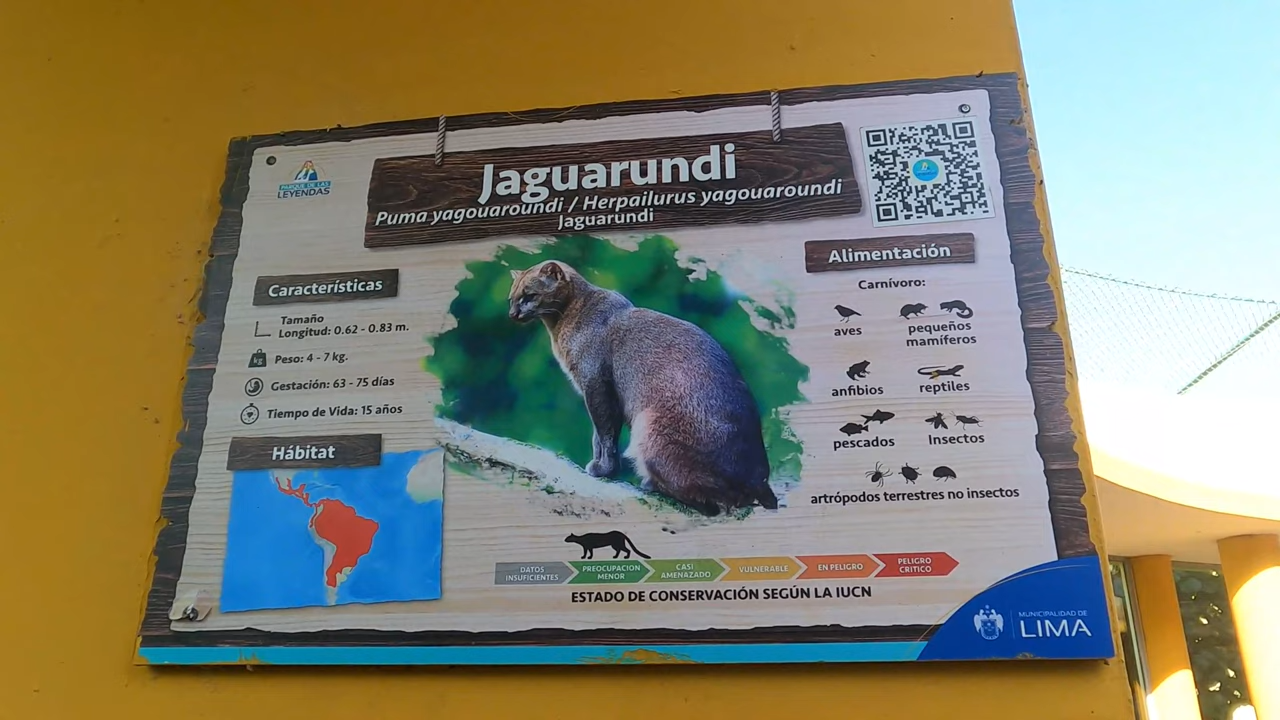 PARQUE DE LAS
LEYENDAS
Jaguarundi
Puma yagouaroundi / Herpailurus yagouaroundi
Jaguarundi
Características
Tamaño
Longitud: 0.62 - 0.83 m.
kg
Peso: 4 - 7 kg.
Gestación: 63 - 75 días
Tiempo de Vida: 15 años
Hábitat
Alimentación
Carnívoro:
aves
pequeños
mamíferos
anfibios
reptiles
pescados
Insectos
artrópodos terrestres no insectos
DATOS
INSUFICIENTES
PREOCUPACION
MENOR
CASI
AMENAZADO
VULNERABLE
EN PELIGRO
PELIGRO
CRITICO
ESTADO DE CONSERVACIÓN SEGÚN LA IUCN
MUNICIPALIDAD DE
LIMA